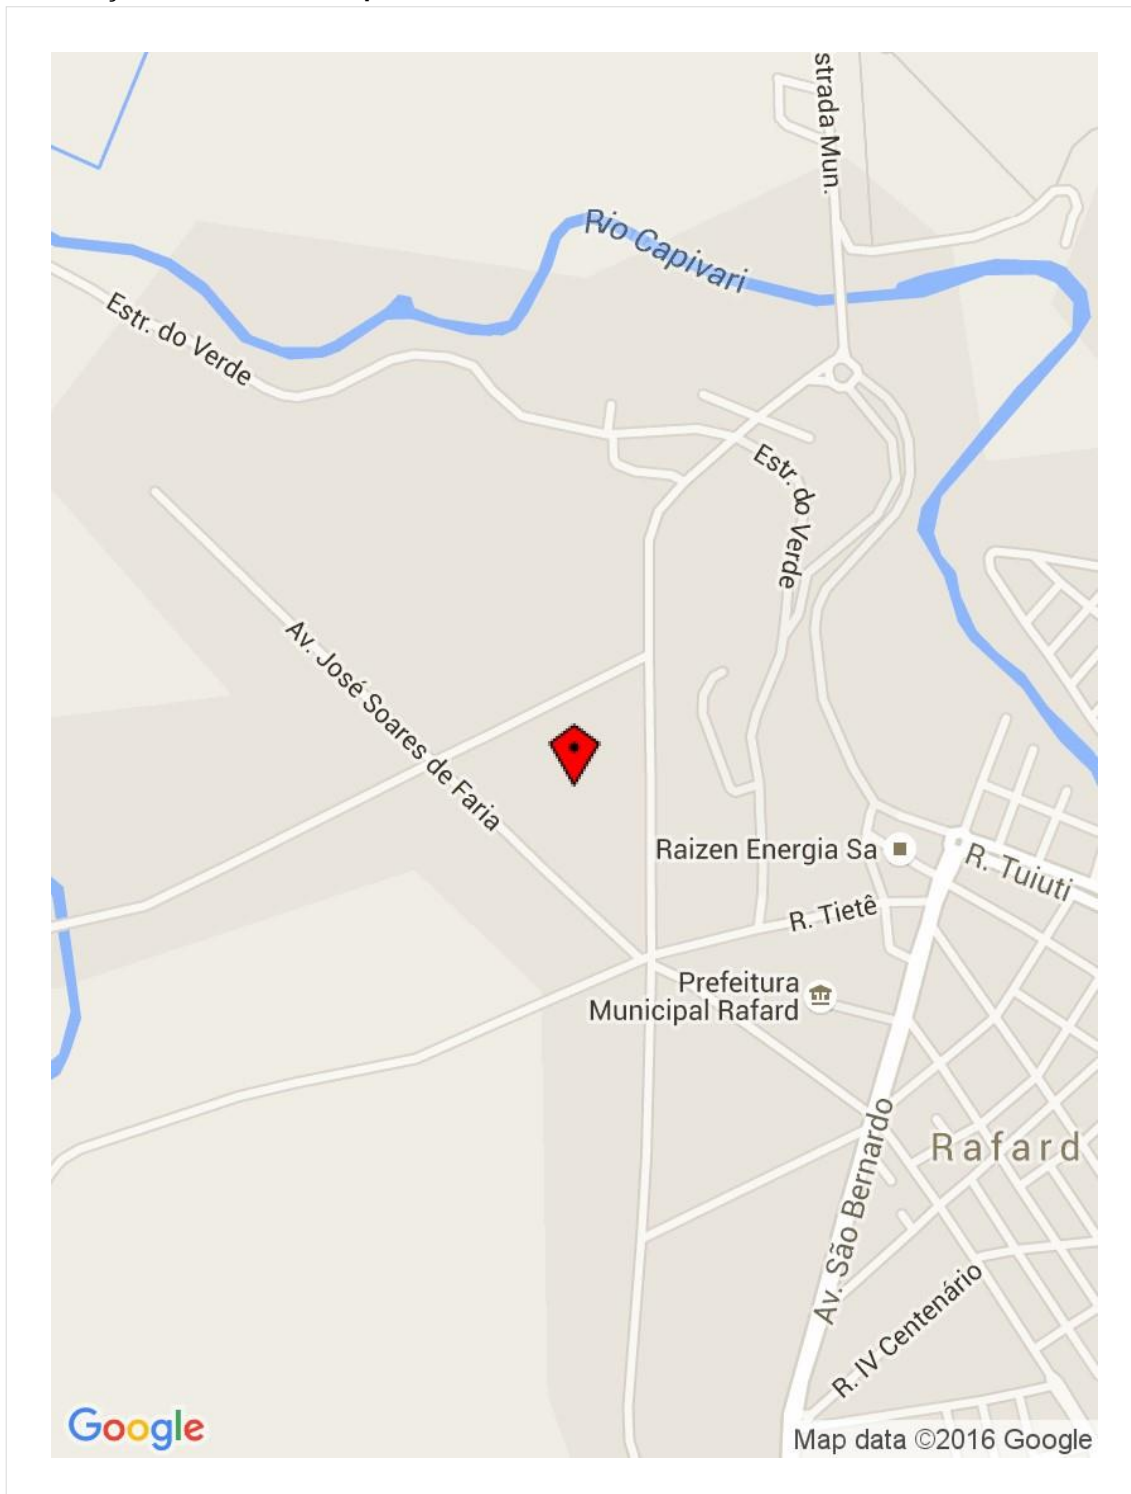 strada Mun.
Rio Capivari
Estr. do Verde
Estr. do Verde
Av. José Soares de Faria
Raizen Energia Sa
R. Tuiuti
R. Tietê
Prefeitura
Municipal Rafard
Rafard
Av. São Bernardo
R. IV Centenário
Google
Map data ©2016 Google